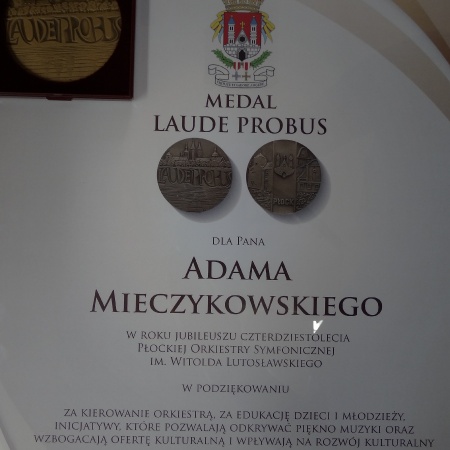 LAUDE PROBUS
MEDAL
LAUDE PROBUS
LAUDE PROBUS
DLA PANA
ADAMA
MIECZYKOWSKIEGO
W ROKU JUBILEUSZU CZTERDZIESTOLECIA
PŁOCKIEJ ORKIESTRY SYMFONICZNEJ
IM. WITOLDA LUTOSŁAWSKIEGO
W PODZIĘKOWANIU
ZA KIEROWANIE ORKIESTRĄ, ZA EDUKACJĘ DZIECI I MŁODZIEŻY,
INICJATYWY, KTÓRE POZWALAJĄ ODKRYWAĆ PIĘKNO MUZYKI ORAZ
WZBOGACAJĄ OFERTĘ KULTURALNĄ I WPŁYWAJĄ NA ROZWÓJ KULTURALNY